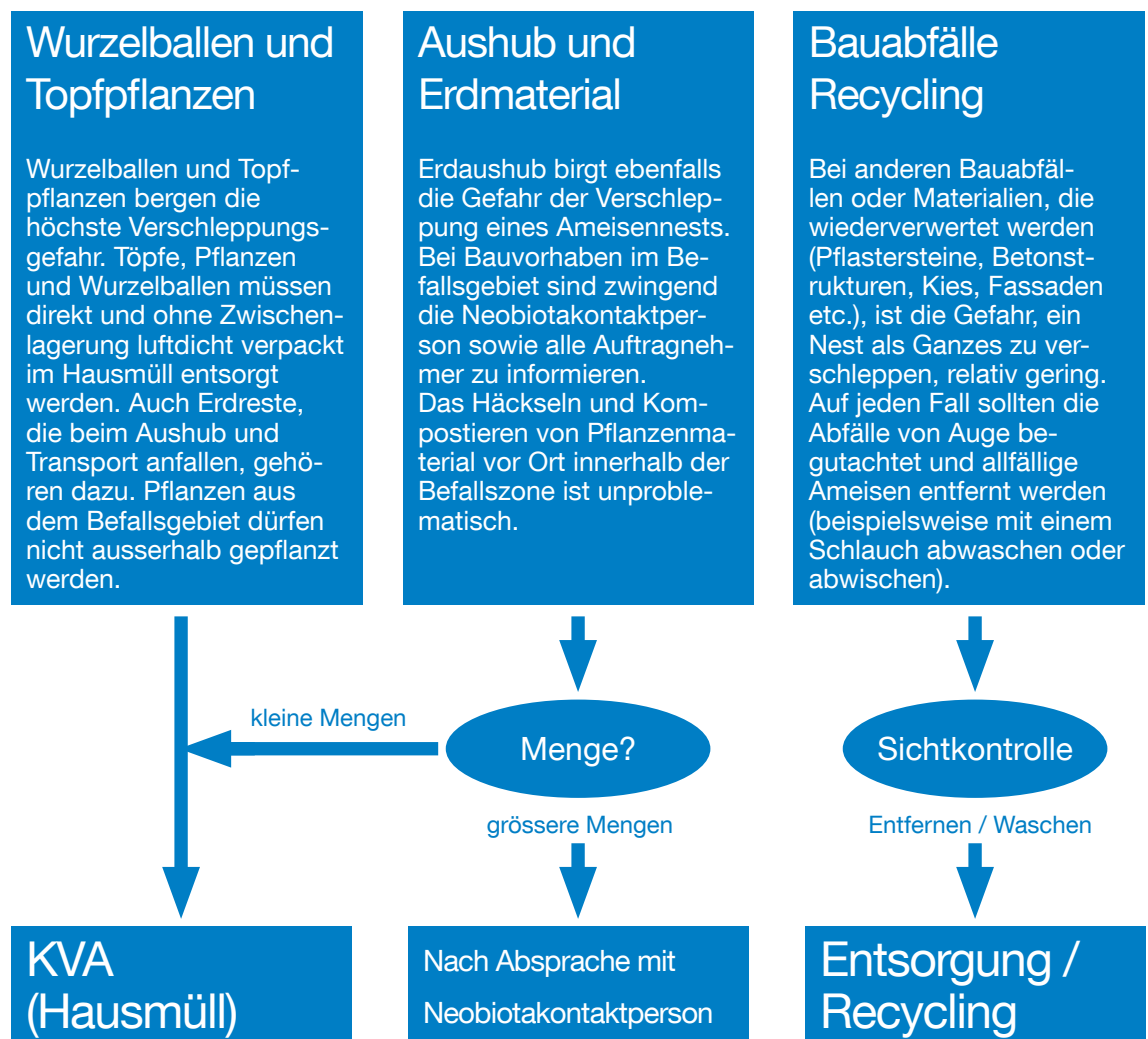 Wurzelballen und
Topfpflanzen
Wurzelballen und Topf-
pflanzen bergen die
höchste Verschleppungs-
gefahr. Töpfe, Pflanzen
und Wurzelballen müssen
direkt und ohne Zwischen-
lagerung luftdicht verpackt
im Hausmüll entsorgt
werden. Auch Erdreste,
die beim Aushub und
Transport anfallen, gehö-
ren dazu. Pflanzen aus
dem Befallsgebiet dürfen
nicht ausserhalb gepflanzt
werden.
Aushub und
Erdmaterial
Erdaushub birgt ebenfalls
die Gefahr der Verschlep-
pung eines Ameisennests.
Bei Bauvorhaben im Be-
fallsgebiet sind zwingend
die Neobiotakontaktper-
son sowie alle Auftragneh-
mer zu informieren.
Das Häckseln und Kom-
postieren von Pflanzenma-
terial vor Ort innerhalb der
Befallszone ist unproble-
matisch.
Bauabfälle
Recycling
Bei anderen Bauabfäl-
len oder Materialien, die
wiederverwertet werden
(Pflastersteine, Betonst-
rukturen, Kies, Fassaden
etc.), ist die Gefahr, ein
Nest als Ganzes zu ver-
schleppen, relativ gering.
Auf jeden Fall sollten die
Abfälle von Auge be-
gutachtet und allfällige
Ameisen entfernt werden
(beispielsweise mit einem
Schlauch abwaschen oder
abwischen).
kleine Mengen
Menge?
Sichtkontrolle
grössere Mengen
Entfernen / Waschen
KVA
(Hausmüll)
Nach Absprache mit
Neobiotakontaktperson
Entsorgung /
Recycling